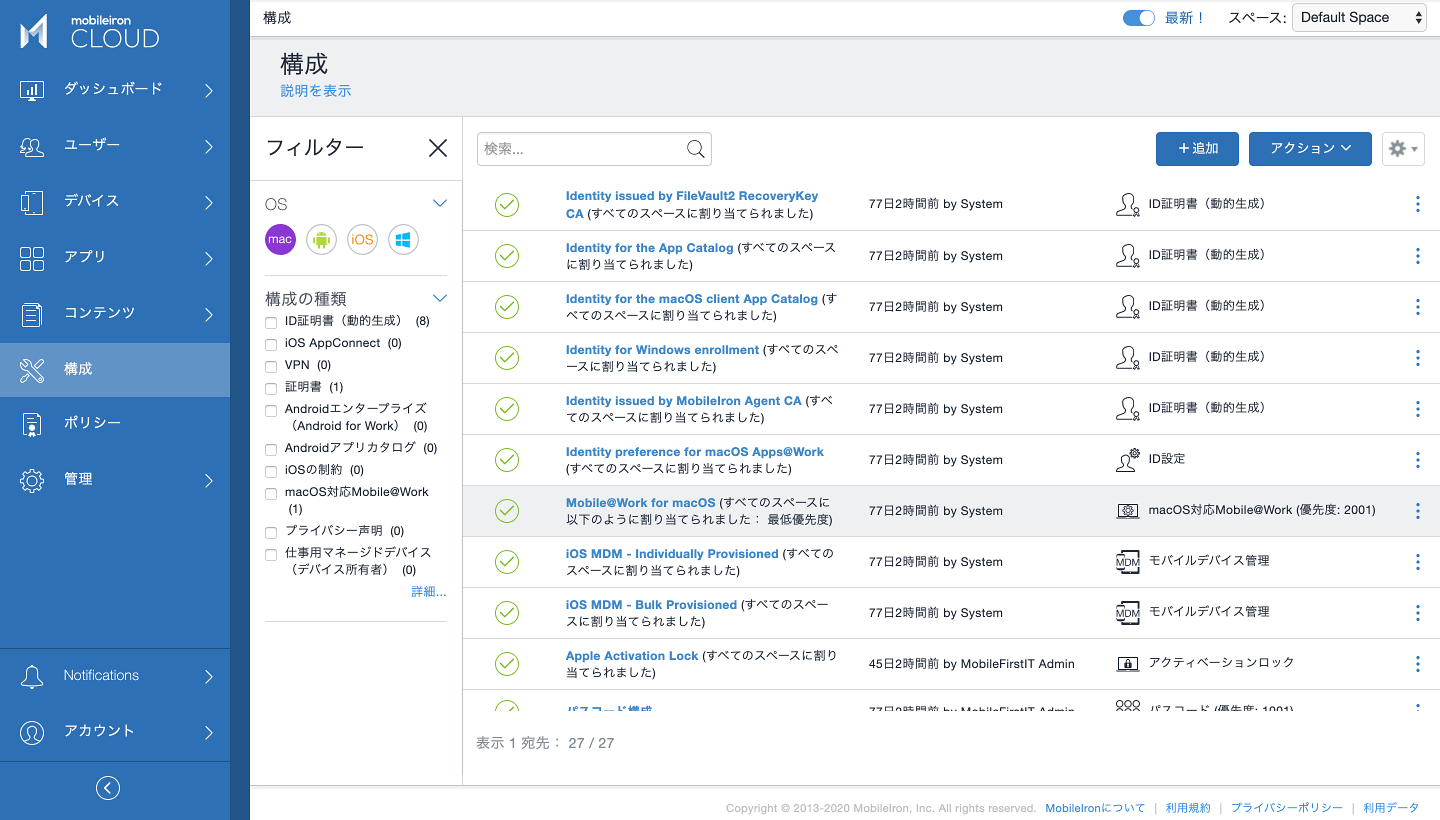 mobileiron
CLOUD
ダッシュボード
ユーザー
デバイス
アプリ
コンテンツ
構成
ポリシー
管理
Notifications
アカウント
構成
最新！
スペース:
Default Space
構成
説明を表示
フィルター
OS
mac
iOS
構成の種類
ID証明書（動的生成） (8)
iOS AppConnect (0)
VPN (0)
証明書 (1)
Androidエンタープライズ
（Android for Work） (0)
Androidアプリカタログ (0)
iOSの制約 (0)
macOS対応Mobile@Work
(1)
プライバシー声明 (0)
仕事用マネージドデバイス
（デバイス所有者） (0)
詳細...
検索...
＋追加
アクション
Identity issued by FileVault2 RecoveryKey
CA (すべてのスペースに割り当てられました)
77日2時間前 by System
ID証明書（動的生成）
Identity for the App Catalog (すべてのスペース
に割り当てられました)
77日2時間前 by System
ID証明書（動的生成）
Identity for the macOS client App Catalog (す
べてのスペースに割り当てられました)
77日2時間前 by System
ID証明書（動的生成）
Identity for Windows enrollment (すべてのスペ
ースに割り当てられました)
77日2時間前 by System
ID証明書（動的生成）
Identity issued by MobileIron Agent CA (すべ
てのスペースに割り当てられました)
77日2時間前 by System
ID証明書（動的生成）
Identity preference for macOS Apps@Work
(すべてのスペースに割り当てられました)
77日2時間前 by System
ID設定
Mobile@Work for macOS (すべてのスペースに
以下のように割り当てられました： 最低優先度)
77日2時間前 by System
macOS対応Mobile@Work (優先度: 2001)
iOS MDM - Individually Provisioned (すべての
スペースに割り当てられました)
77日2時間前 by System
MDM
モバイルデバイス管理
iOS MDM - Bulk Provisioned (すべてのスペー
スに割り当てられました)
77日2時間前 by System
MDM
モバイルデバイス管理
Apple Activation Lock (すべてのスペースに割り
当てられました)
45日2時間前 by MobileFirstIT Admin
アクティベーションロック
パスコード構成
77日2時間前 by MobileFirstIT Admin
パスコード (優先度: 1001)
表示 1 宛先： 27 / 27
Copyright © 2013-2020 MobileIron, Inc. All rights reserved. MobileIronについて | 利用規約 | プライバシーポリシー | 利用データ